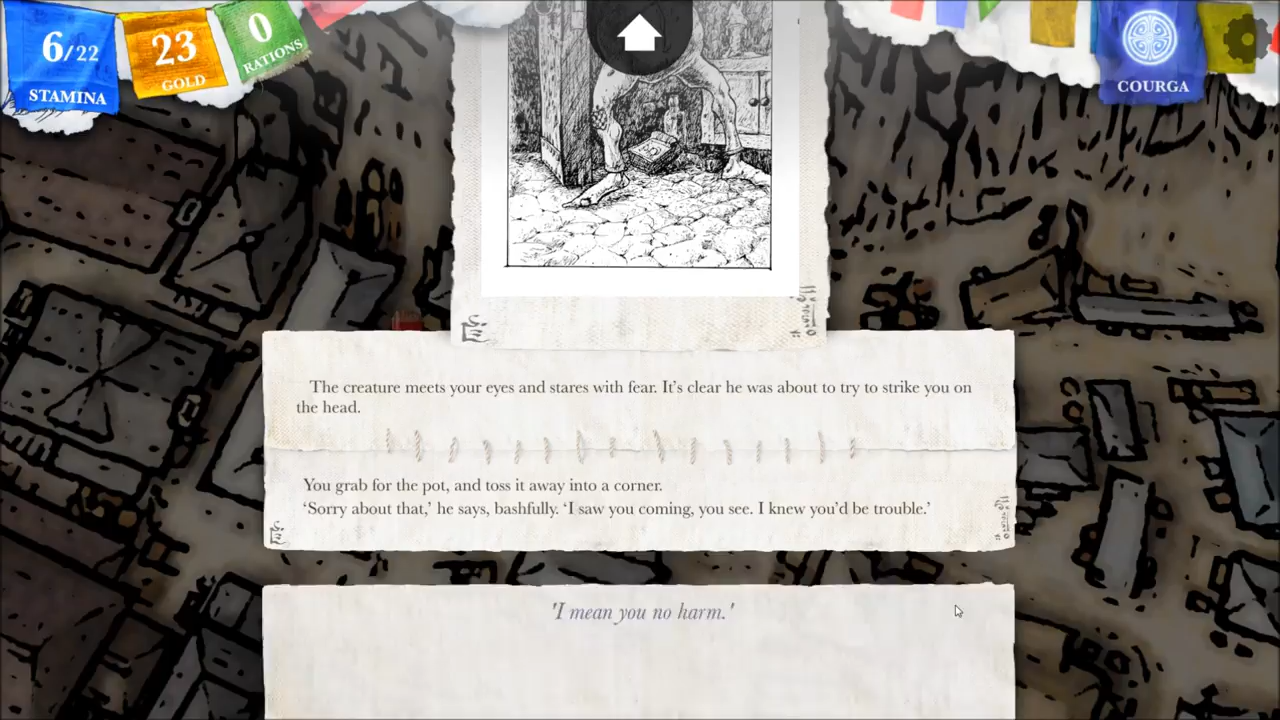 6/22
STAMINA
23
GOLD
0
RATIONS
COURGA
The creature meets your eyes and stares with fear. It's clear he was about to try to strike you on
the head.
You grab for the pot, and toss it away into a corner.
‘Sorry about that,’ he says, bashfully. ‘I saw you coming, you see. I knew you’d be trouble.’
'I mean you no harm.'